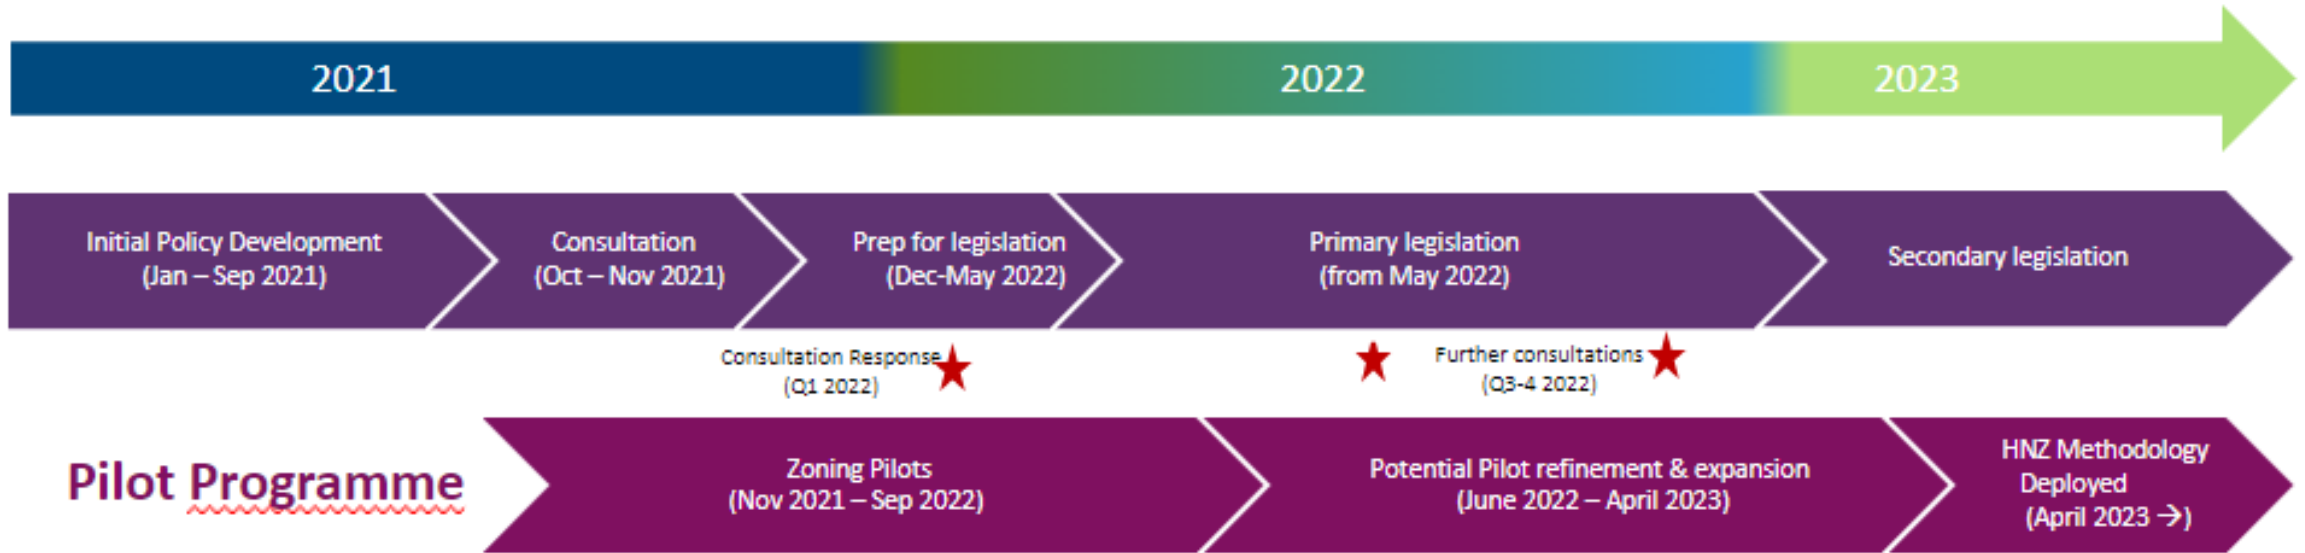 2021
2022
2023
Initial Policy Development
(Jan – Sep 2021)
Consultation
(Oct – Nov 2021)
Prep for legislation
(Dec-May 2022)
Primary legislation
(from May 2022)
Secondary legislation
Consultation Response
(Q1 2022)
Further consultations
(Q3-4 2022)
Pilot Programme
Zoning Pilots
(Nov 2021 – Sep 2022)
Potential Pilot refinement & expansion
(June 2022 – April 2023)
HNZ Methodology
Deployed
(April 2023 →)